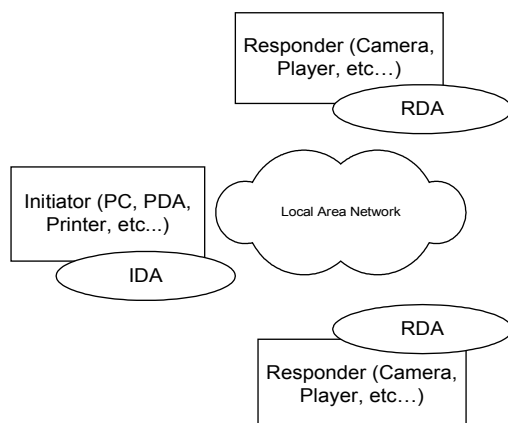 Responder (Camera,
Player, etc…)
RDA
Initiator (PC, PDA,
Printer, etc...)
IDA
Local Area Network
RDA
Responder (Camera,
Player, etc…)